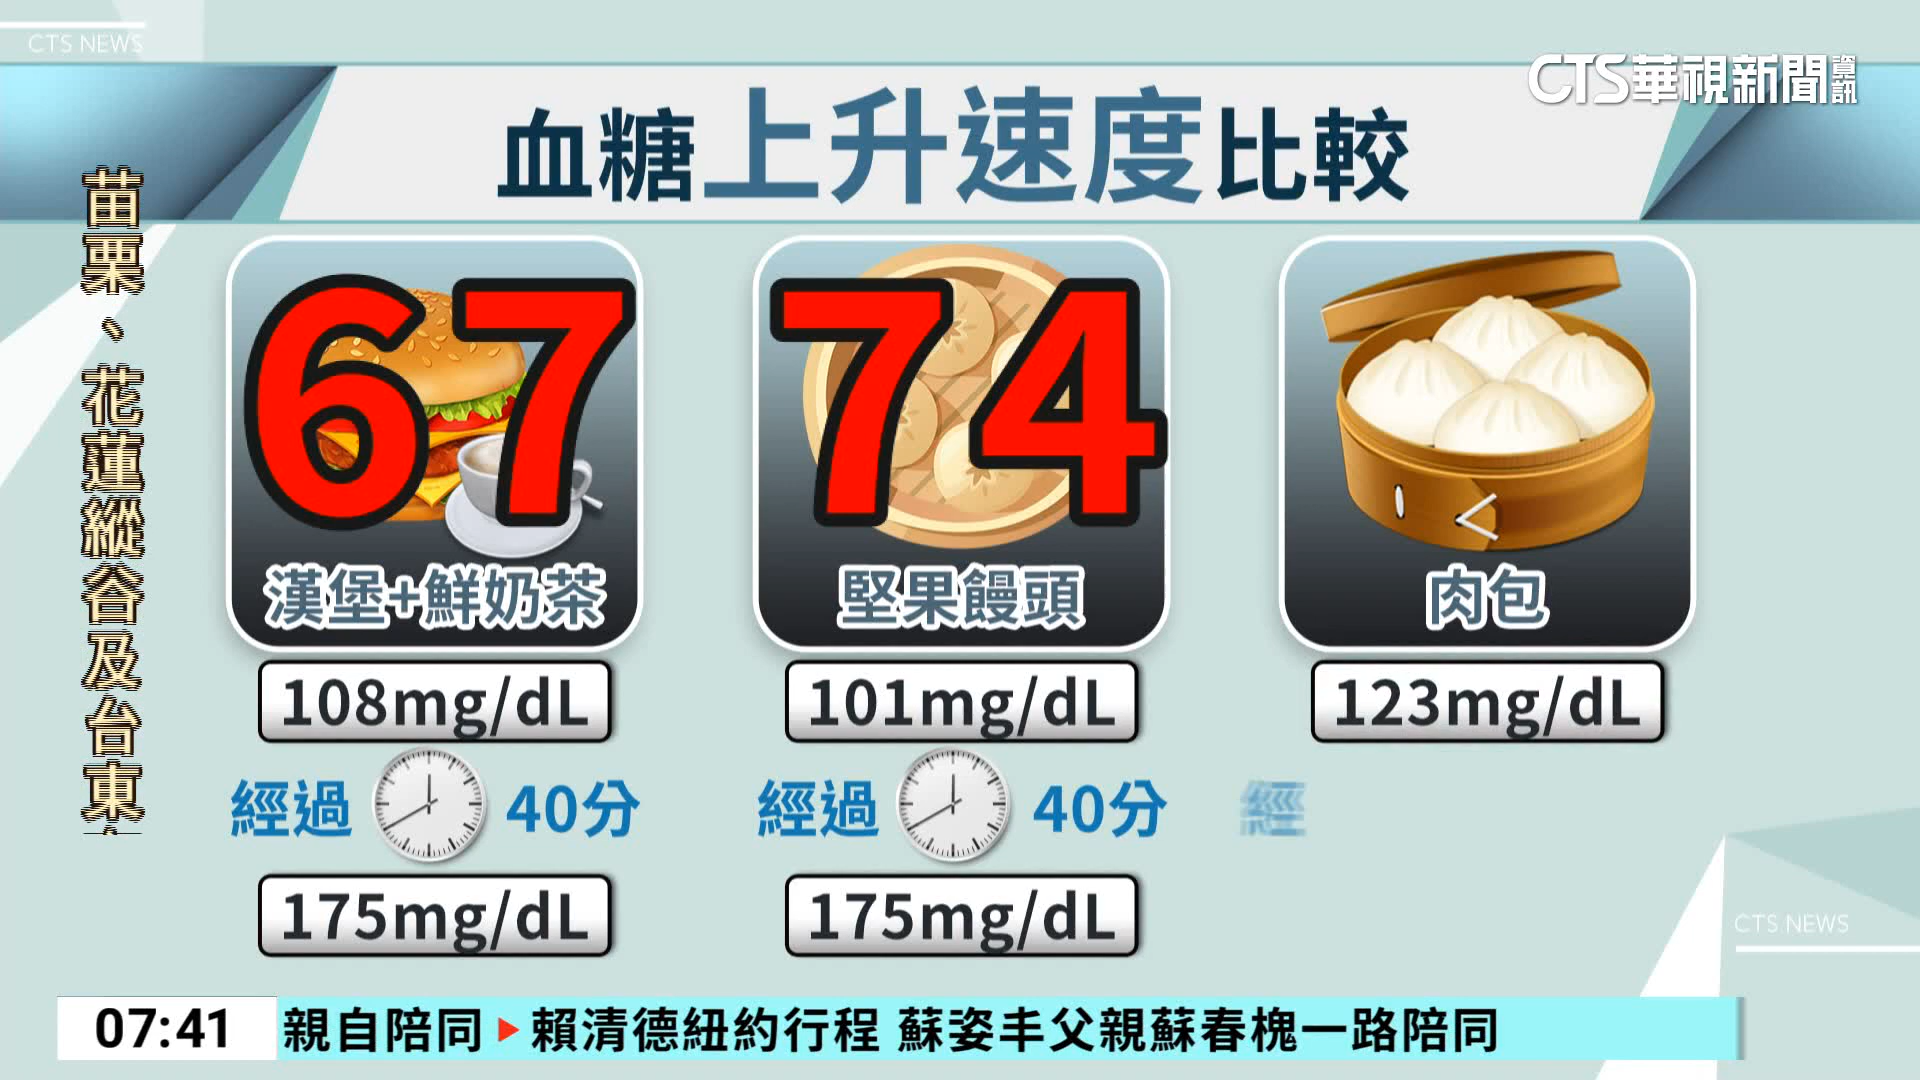 CTS NEWS
CTS華視新聞資訊
血糖上升速度比較
苗栗、花蓮縱谷及台東
67
74
漢堡+鮮奶茶
堅果饅頭
肉包
108mg/dL
101mg/dL
123mg/dL
經過 40分
經過 40分
經
175mg/dL
175mg/dL
CTS NEWS
07:41
親自陪同▶賴清德紐約行程 蘇姿丰父親蘇春槐一路陪同